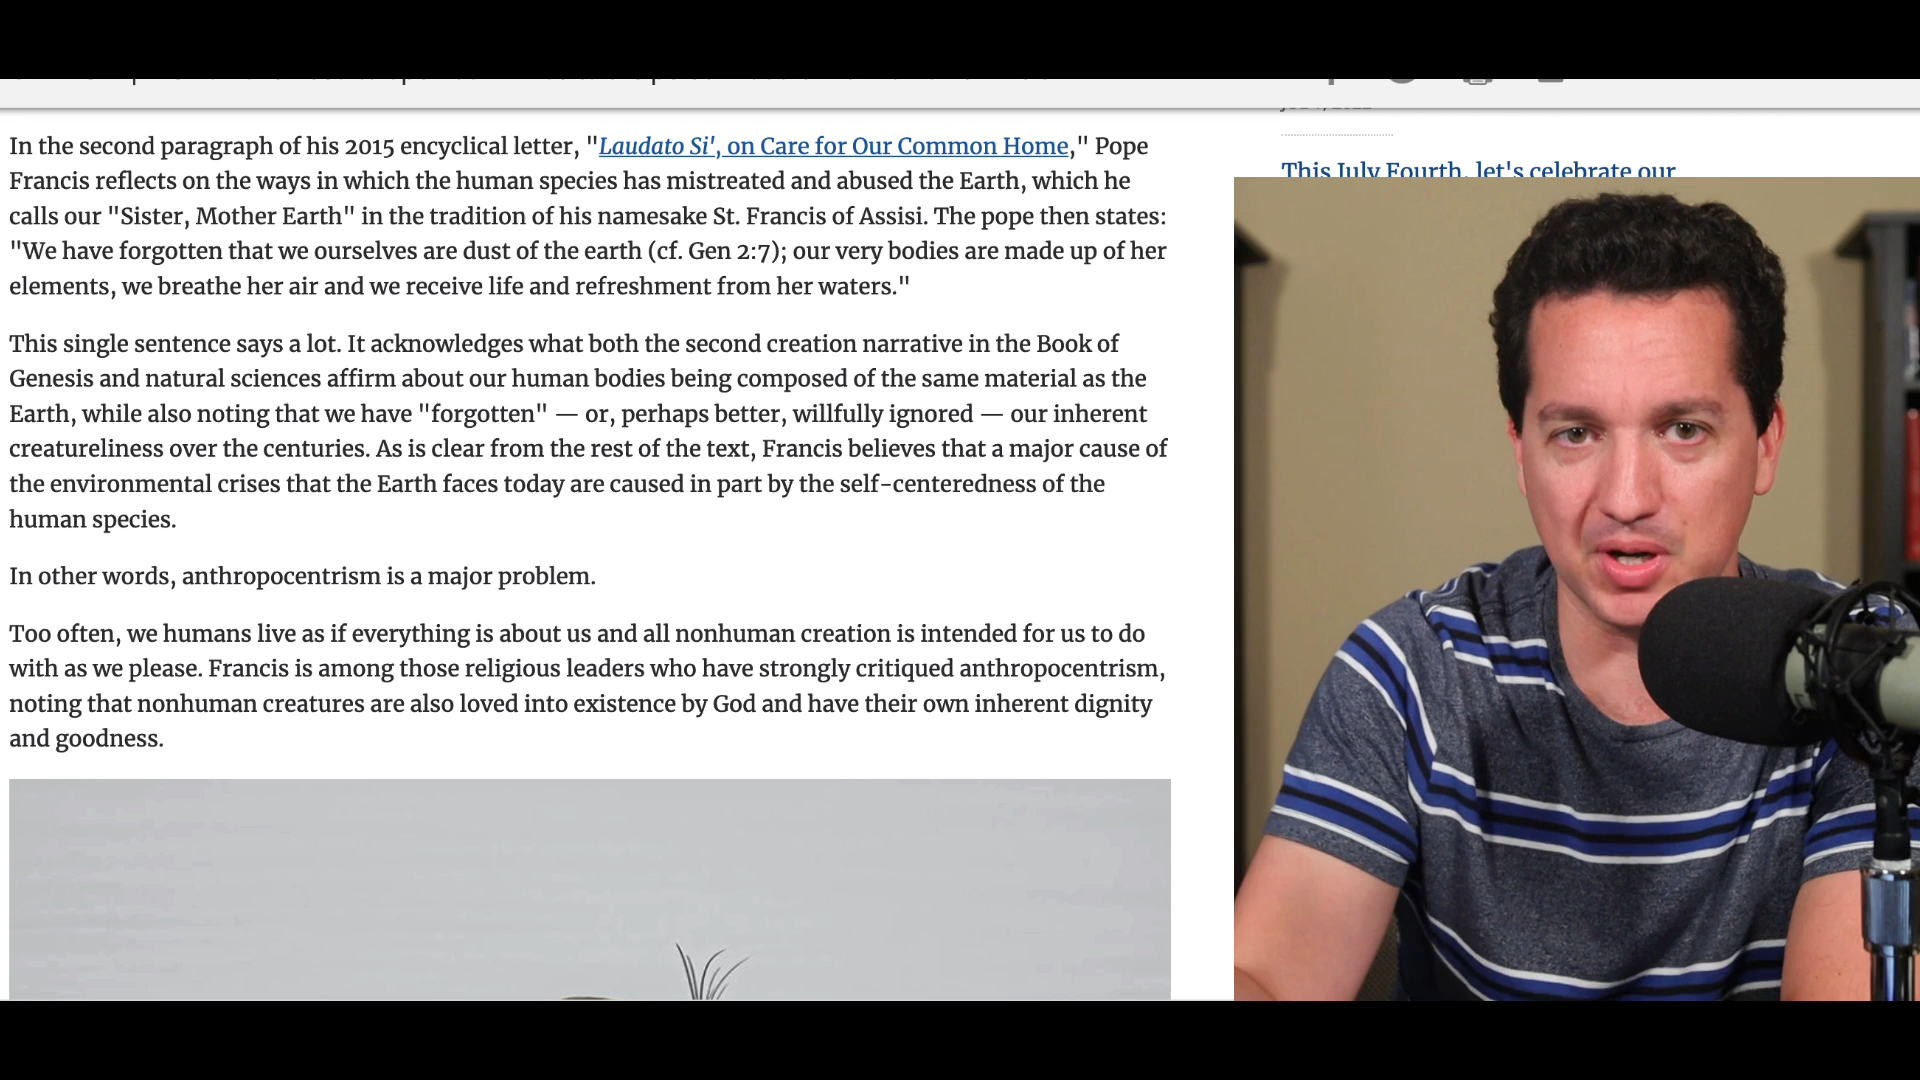 In the second paragraph of his 2015 encyclical letter, "Laudato Si', on Care for Our Common Home," Pope
Francis reflects on the ways in which the human species has mistreated and abused the Earth, which he
calls our "Sister, Mother Earth" in the tradition of his namesake St. Francis of Assisi. The pope then states:
"We have forgotten that we ourselves are dust of the earth (cf. Gen 2:7); our very bodies are made up of her
elements, we breathe her air and we receive life and refreshment from her waters."
This single sentence says a lot. It acknowledges what both the second creation narrative in the Book of
Genesis and natural sciences affirm about our human bodies being composed of the same material as the
Earth, while also noting that we have "forgotten" — or, perhaps better, willfully ignored — our inherent
creatureliness over the centuries. As is clear from the rest of the text, Francis believes that a major cause of
the environmental crises that the Earth faces today are caused in part by the self-centeredness of the
human species.
In other words, anthropocentrism is a major problem.
Too often, we humans live as if everything is about us and all nonhuman creation is intended for us to do
with as we please. Francis is among those religious leaders who have strongly critiqued anthropocentrism,
noting that nonhuman creatures are also loved into existence by God and have their own inherent dignity
and goodness.
This July Fourth, let's celebrate our